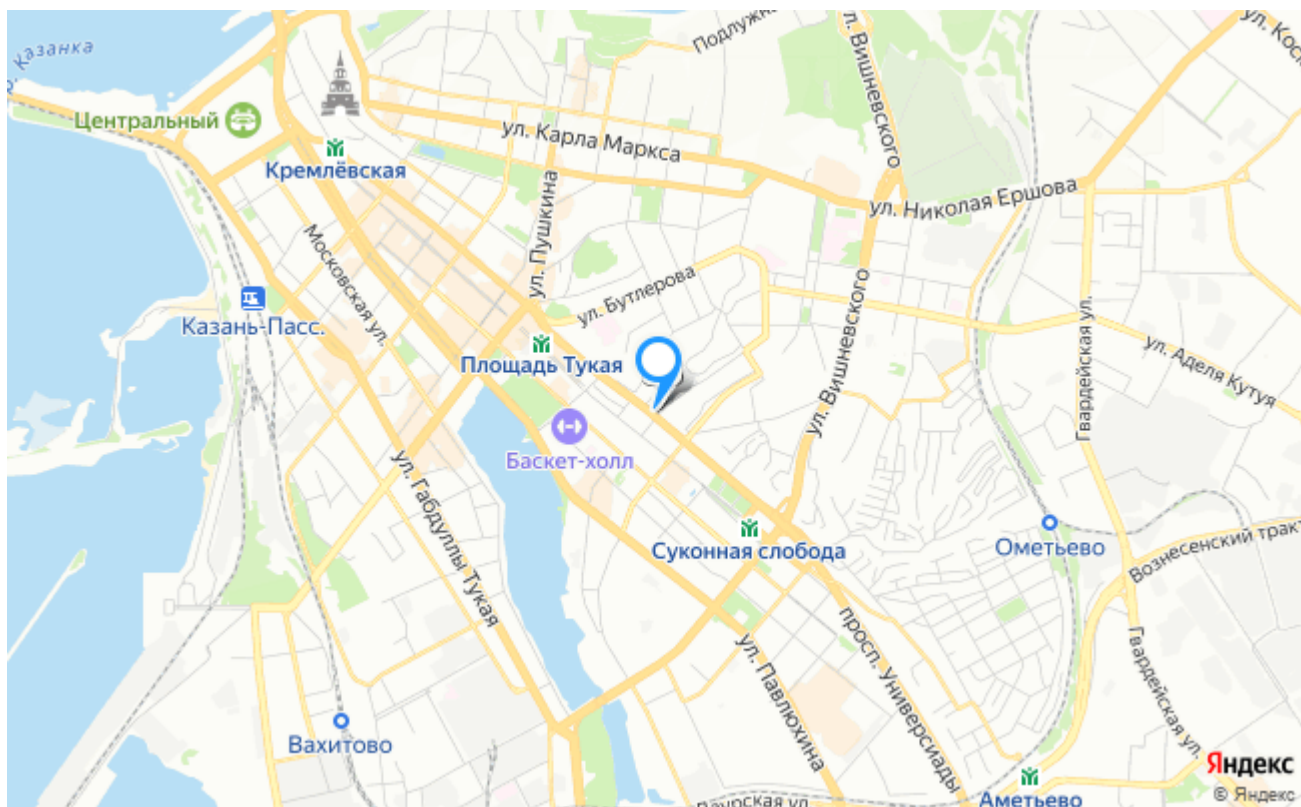 Казанка
Подлужна
ул. Вишневского
ул. Кос
Центральный
ул. Карла Маркса
Кремлёвская
ул. Николая Ершова
ул. Пушкина
Московская ул.
ул. Бутлерова
Казань-Пасс.
ул. Вишневского
Гвардейская ул.
ул. Аделя Кутуя
Площадь Тукая
Баскет-холл
ул. Габдуллы Тукая
Суконная слобода
Ометьево
Вознесенский тракт
просп. Универсиады
ул. Павлюхина
Гвардейская ул.
Вахитово
Яндекс
Аметьево
© Яндекс